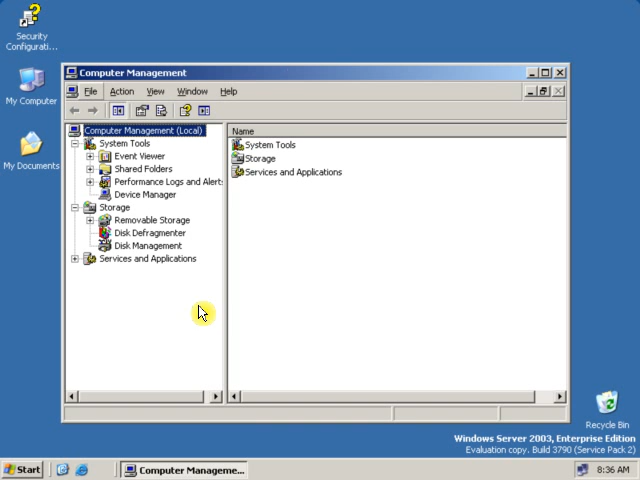 Security
Configurati...
My Computer
My Documents
Computer Management
File Action View Window Help
Computer Management (Local)
System Tools
Event Viewer
Shared Folders
Performance Logs and Alert:
Device Manager
Storage
Removable Storage
Disk Defragmenter
Disk Management
Services and Applications
Name
System Tools
Storage
Services and Applications
Recycle Bin
Windows Server 2003, Enterprise Edition
Evaluation copy. Build 3790 (Service Pack 2)
Start
Computer Manageme...
8:36 AM